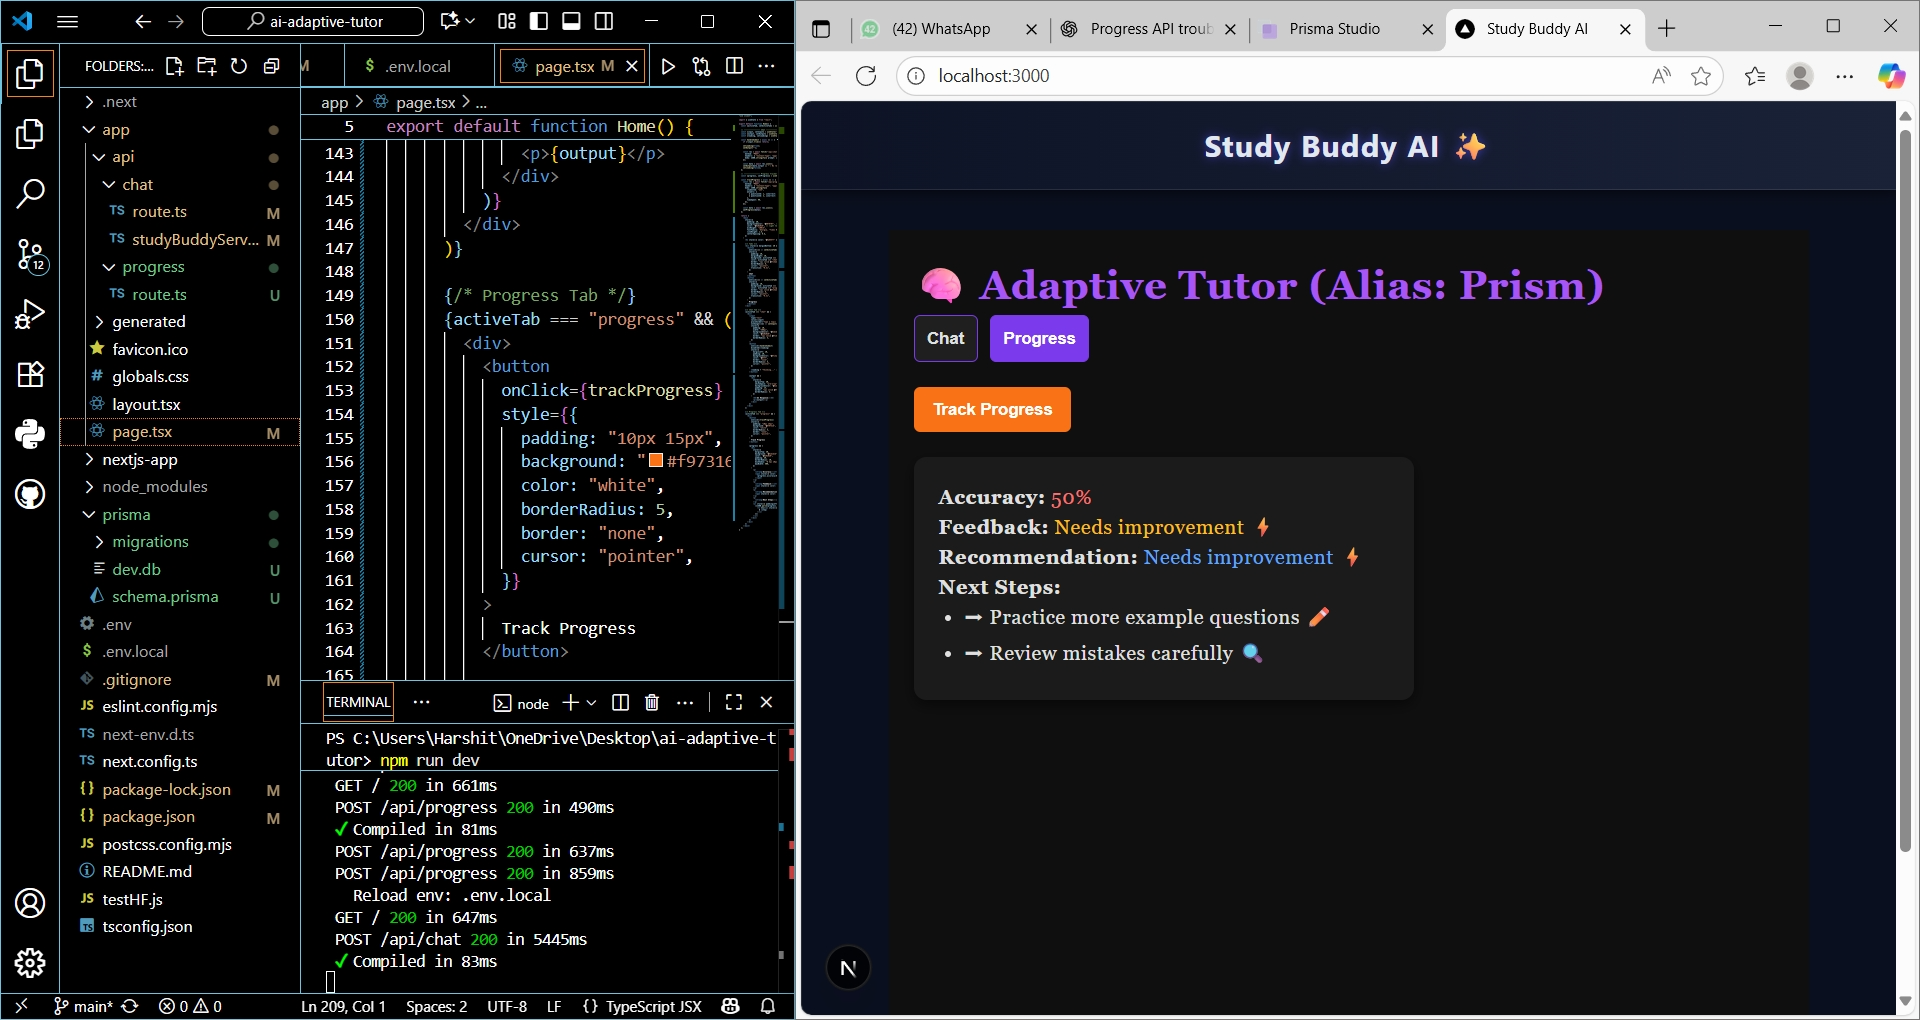 ai-adaptive-tutor
FOLDERS:...
.next
app
api
chat
TS route.ts M
TS studyBuddyServ... M
progress
TS route.ts U
generated
favicon.ico
# globals.css
layout.tsx
page.tsx M
nextjs-app
node_modules
prisma
migrations
dev.db U
schema.prisma U
.env
$ .env.local
.gitignore M
JS eslint.config.mjs
TS next-env.d.ts
TS next.config.ts
{} package-lock.json M
{} package.json M
JS postcss.config.mjs
README.md
JS testHF.js
TS tsconfig.json
12
M
$ .env.local
page.tsx M
app > page.tsx > ...
5 export default function Home() {
143 <p>{output}</p>
144 </div>
145 )}
146 </div>
147 )}
148
149 {/* Progress Tab */}
150 {activeTab === "progress" && (
151 <div>
152 <button
153 onClick={trackProgress}
154 style={{
155 padding: "10px 15px",
156 background: "#f97316
157 color: "white",
158 borderRadius: 5,
159 border: "none",
160 cursor: "pointer",
161 }}
162 >
163 Track Progress
164 </button>
165
TERMINAL ... node
PS C:\Users\Harshit\OneDrive\Desktop\ai-adaptive-t
utor> npm run dev
GET / 200 in 661ms
POST /api/progress 200 in 490ms
✓ Compiled in 81ms
POST /api/progress 200 in 637ms
POST /api/progress 200 in 859ms
Reload env: .env.local
GET / 200 in 647ms
POST /api/chat 200 in 5445ms
✓ Compiled in 83ms
main* 0 0 Ln 209, Col 1 Spaces: 2 UTF-8 LF {} TypeScript JSX
42 (42) WhatsApp
Progress API troub
Prisma Studio
Study Buddy AI
localhost:3000
Study Buddy AI ✨
🧠 Adaptive Tutor (Alias: Prism)
Chat
Progress
Track Progress
Accuracy: 50%
Feedback: Needs improvement ⚡
Recommendation: Needs improvement ⚡
Next Steps:
• ➡ Practice more example questions ✏️
• ➡ Review mistakes carefully 🔍
N